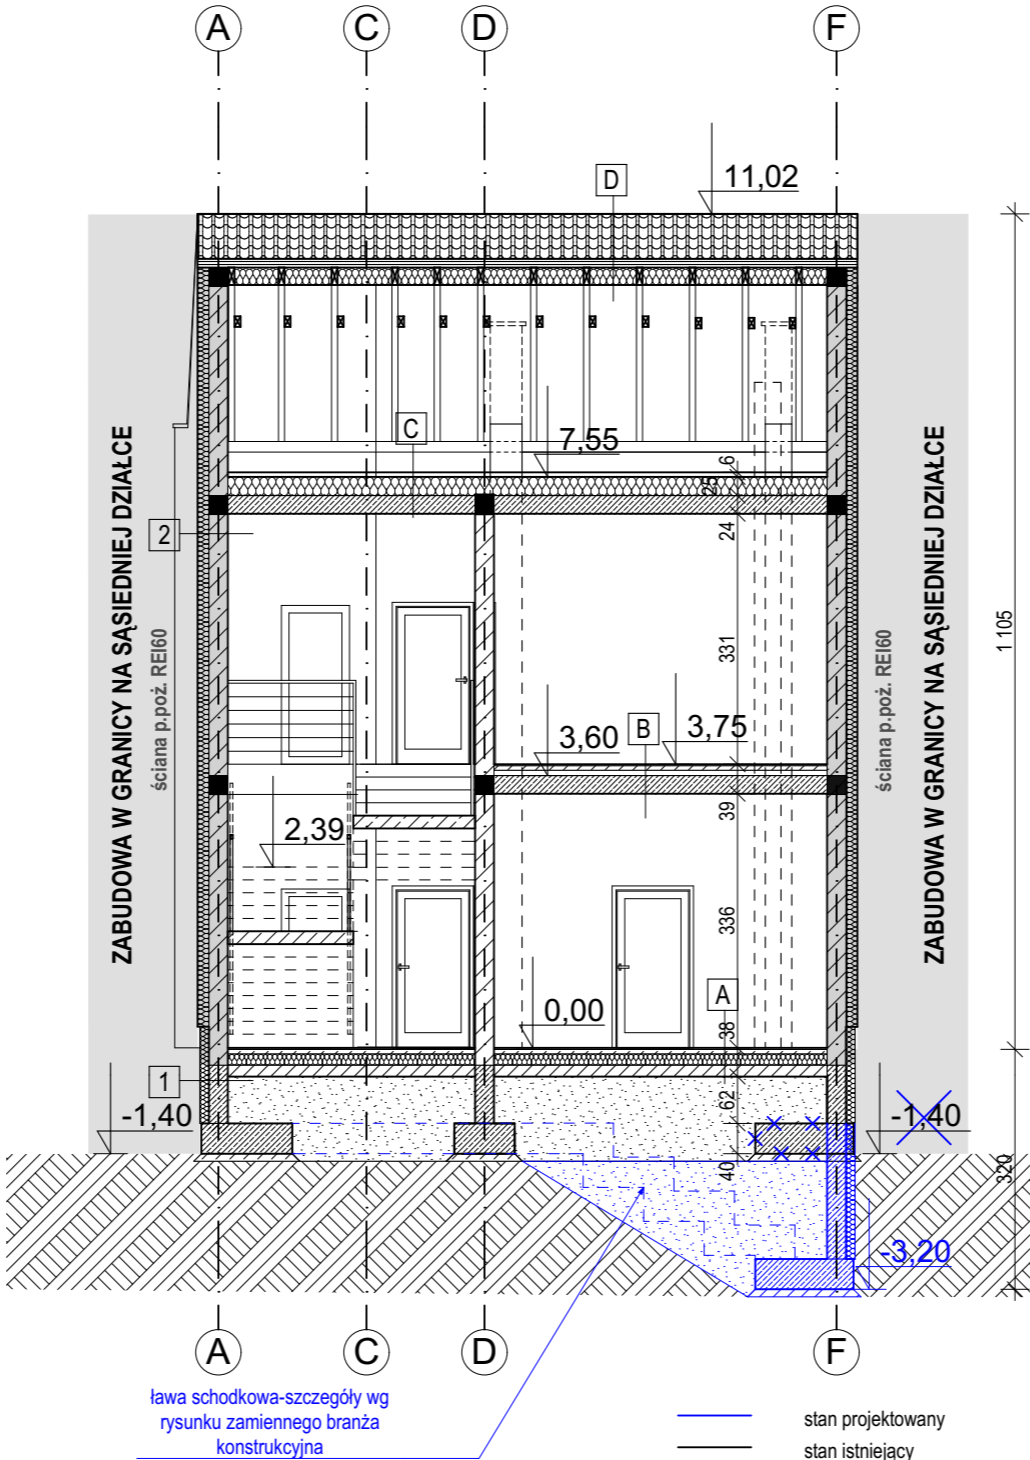 A C D F
D
11,02
C
7,55
6
25
24
2
331
1 105
ZABUDOWA W GRANICY NA SĄSIEDNIEJ DZIAŁCE
ściana p.poż. REI60
ściana p.poż. REI60
ZABUDOWA W GRANICY NA SĄSIEDNIEJ DZIAŁCE
3,60
B
3,75
39
2,39
336
A
0,00
38
1
62
-1,40
-1,40
40
320
-3,20
A C D F
ława schodkowa-szczegóły wg
rysunku zamiennego branża
konstrukcyjna
stan projektowany
stan istniejący